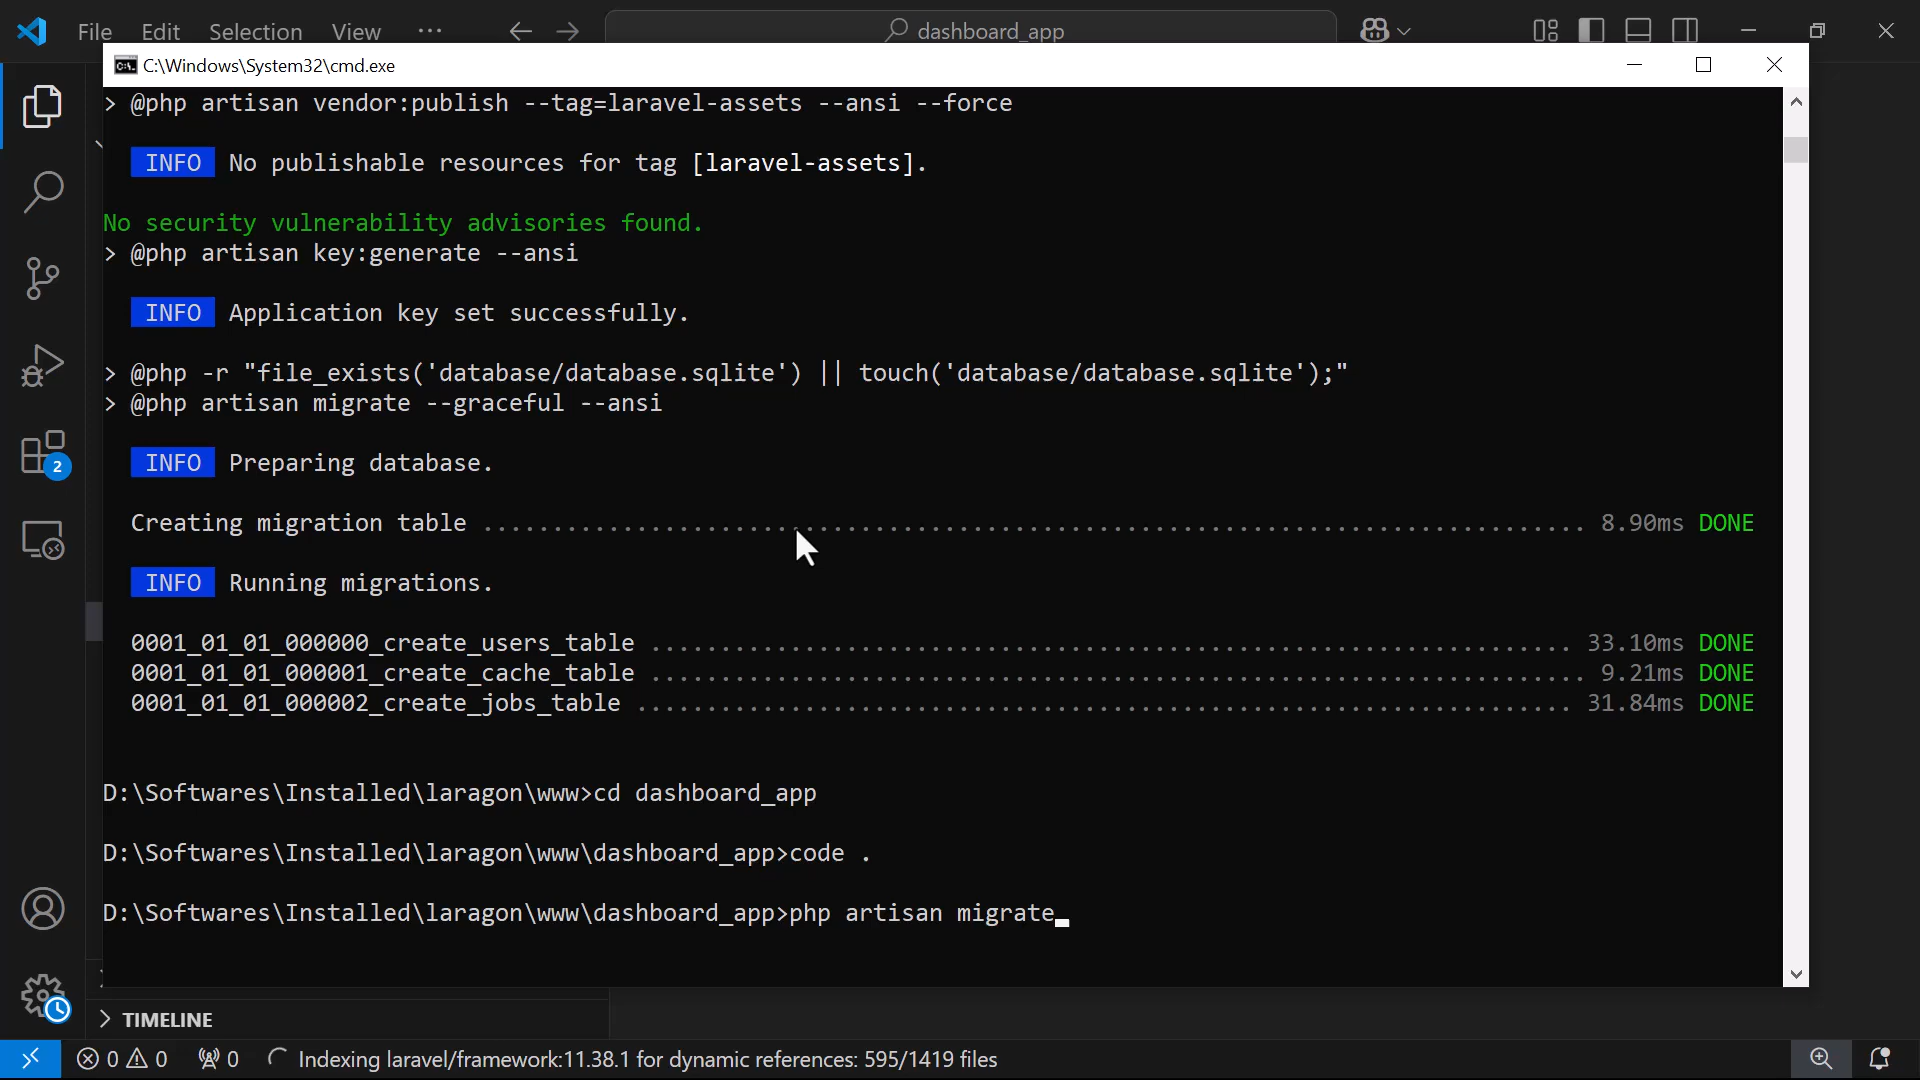 File Edit Selection View ··· dashboard_app
C:\Windows\System32\cmd.exe
> @php artisan vendor:publish --tag=laravel-assets --ansi --force
INFO No publishable resources for tag [laravel-assets].
No security vulnerability advisories found.
> @php artisan key:generate --ansi
INFO Application key set successfully.
> @php -r "file_exists('database/database.sqlite') || touch('database/database.sqlite');"
> @php artisan migrate --graceful --ansi
INFO Preparing database.
Creating migration table ............................................................................... 8.90ms DONE
INFO Running migrations.
0001_01_01_000000_create_users_table .................................................................. 33.10ms DONE
0001_01_01_000001_create_cache_table ................................................................... 9.21ms DONE
0001_01_01_000002_create_jobs_table ................................................................... 31.84ms DONE
D:\Softwares\Installed\laragon\www>cd dashboard_app
D:\Softwares\Installed\laragon\www\dashboard_app>code .
D:\Softwares\Installed\laragon\www\dashboard_app>php artisan migrate_
2
TIMELINE
0 0 0 Indexing laravel/framework:11.38.1 for dynamic references: 595/1419 files